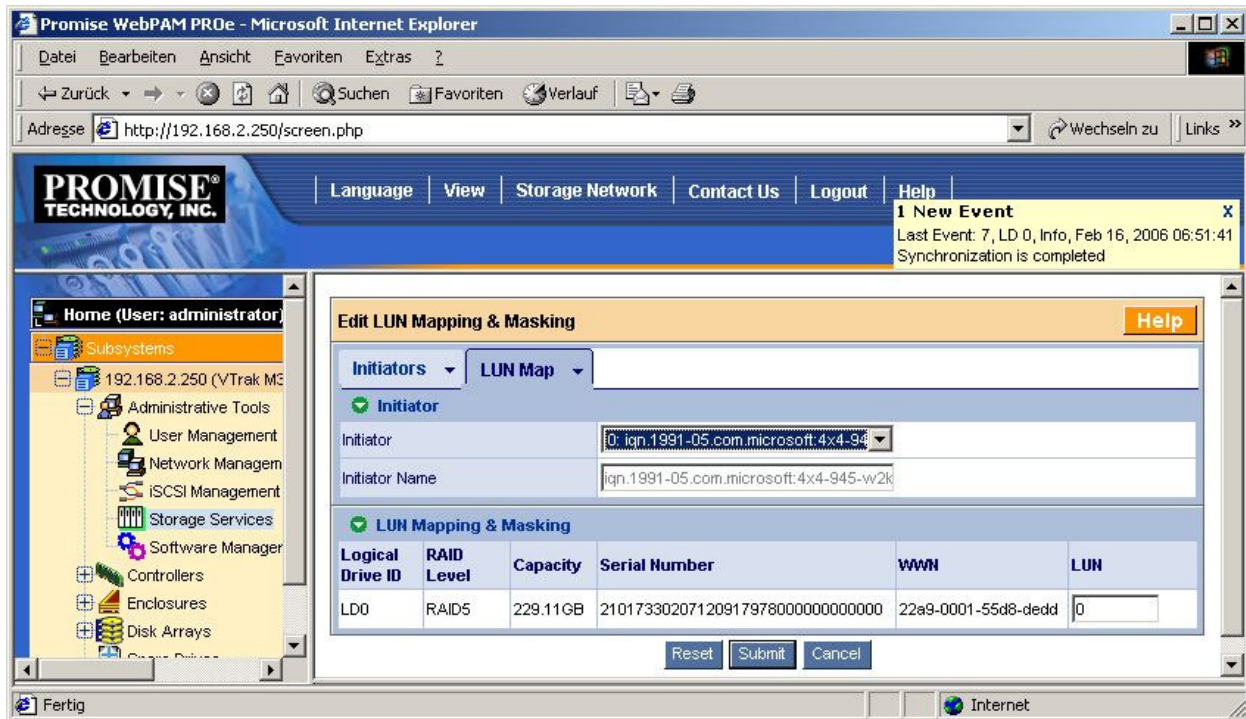 Promise WebPAM PROe - Microsoft Internet Explorer
Datei Bearbeiten Ansicht Favoriten Extras ?
Zurück Suchen Favoriten Verlauf
Adresse http://192.168.2.250/screen.php Wechseln zu Links »
PROMISE®
TECHNOLOGY, INC.
Language View Storage Network Contact Us Logout Help
1 New Event X
Last Event: 7, LD 0, Info, Feb 16, 2006 06:51:41
Synchronization is completed
Home (User: administrator)
Subsystems
192.168.2.250 (VTrak M3
Administrative Tools
User Management
Network Managem
iSCSI Management
Storage Services
Software Manager
Controllers
Enclosures
Disk Arrays
Edit LUN Mapping & Masking Help
Initiators LUN Map
Initiator
Initiator 0: iqn.1991-05.com.microsoft:4x4-94
Initiator Name iqn.1991-05.com.microsoft:4x4-945-w2k
LUN Mapping & Masking
Logical Drive ID RAID Level Capacity Serial Number WWN LUN
LD0 RAID5 229.11GB 2101733020712091797800000000000 22a9-0001-55d8-dedd 0
Reset Submit Cancel
Fertig Internet